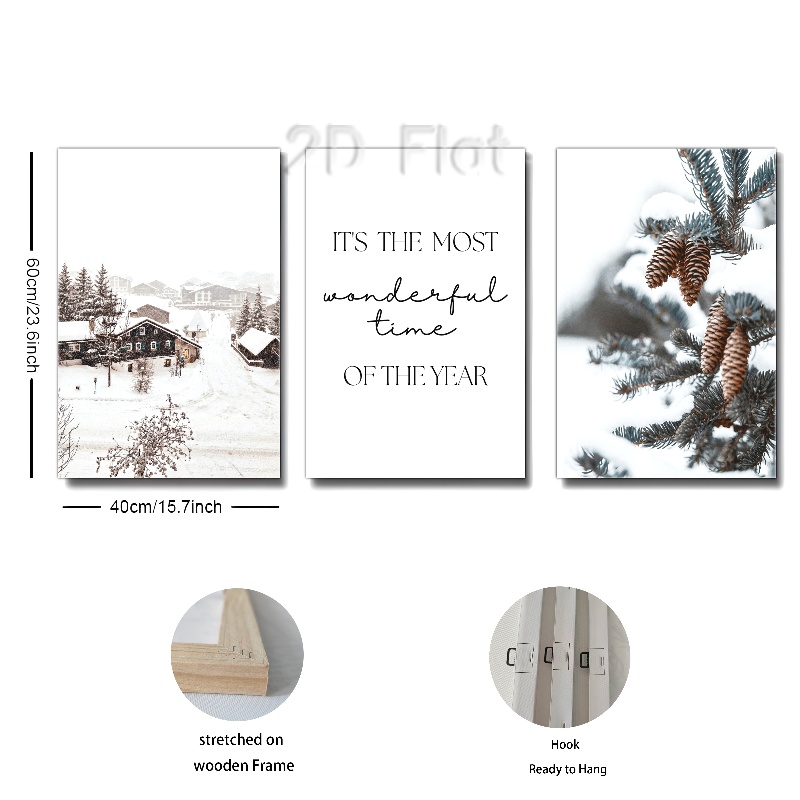 2D Flat
IT'S THE MOST
wonderful
time
OF THE YEAR
60cm/23.6inch
40cm/15.7inch
stretched on
wooden Frame
Hook
Ready to Hang